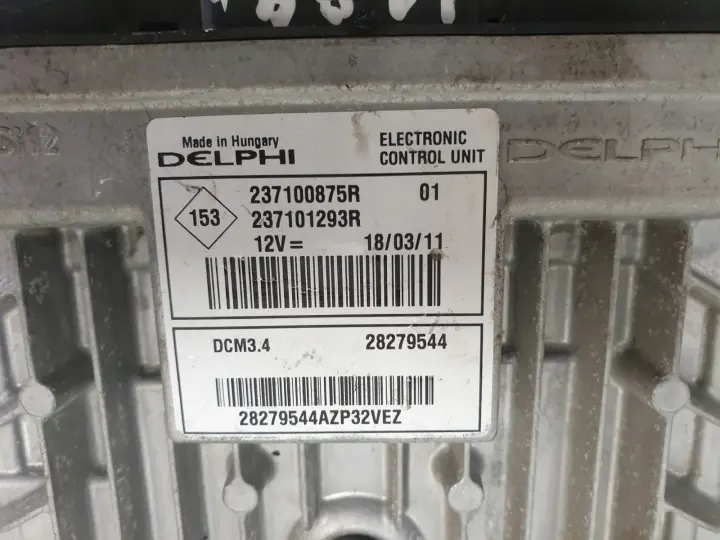 Made in Hungary
DELPHI
ELECTRONIC
CONTROL UNIT
DELPHI
153
237100875R 01
237101293R
12V= 18/03/11
DCM3.4 28279544
28279544AZP32VEZ